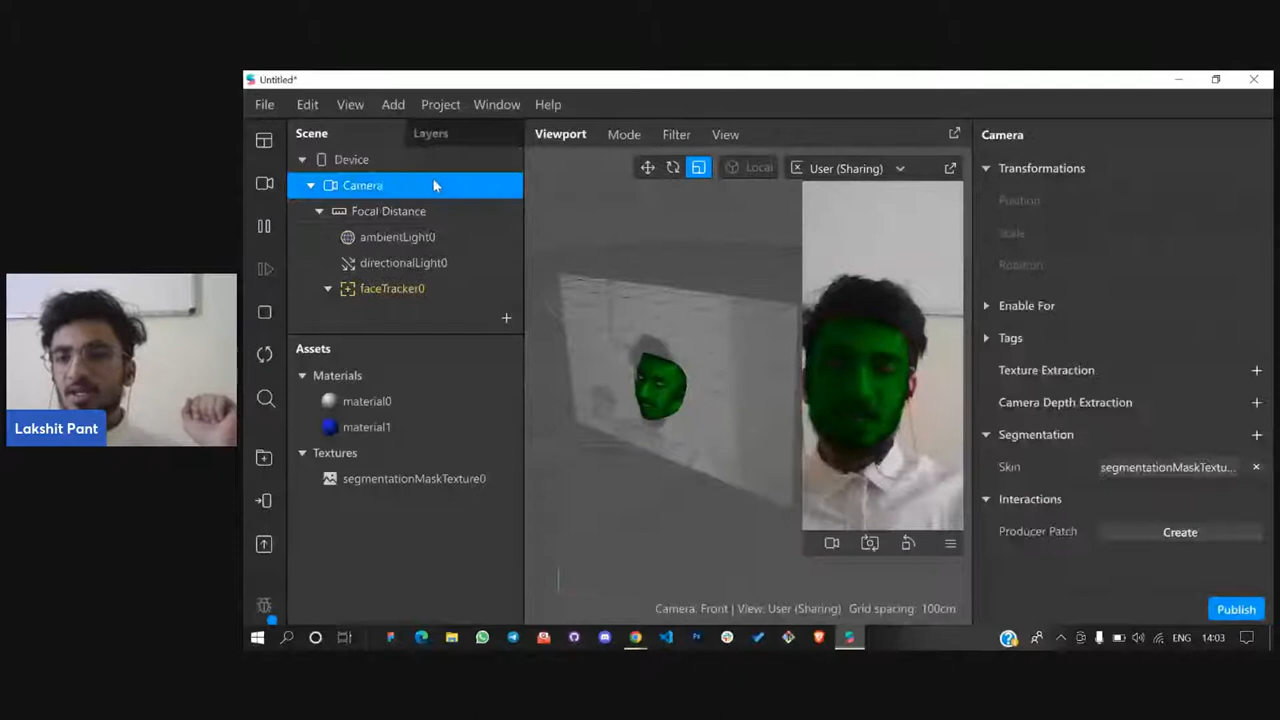 Untitled*
File Edit View Add Project Window Help
Scene Layers
Device
Camera
Focal Distance
ambientLight0
directionalLight0
faceTracker0
+
Assets
Materials
material0
material1
Textures
segmentationMaskTexture0
Viewport Mode Filter View
Local
User (Sharing)
Camera: Front | View: User (Sharing) Grid spacing: 100cm
Camera
Transformations
Position
Scale
Rotation
Enable For
Tags
Texture Extraction +
Camera Depth Extraction +
Segmentation +
Skin segmentationMaskTextu... ×
Interactions
Producer Patch Create
Publish
Lakshit Pant
ENG 14:03